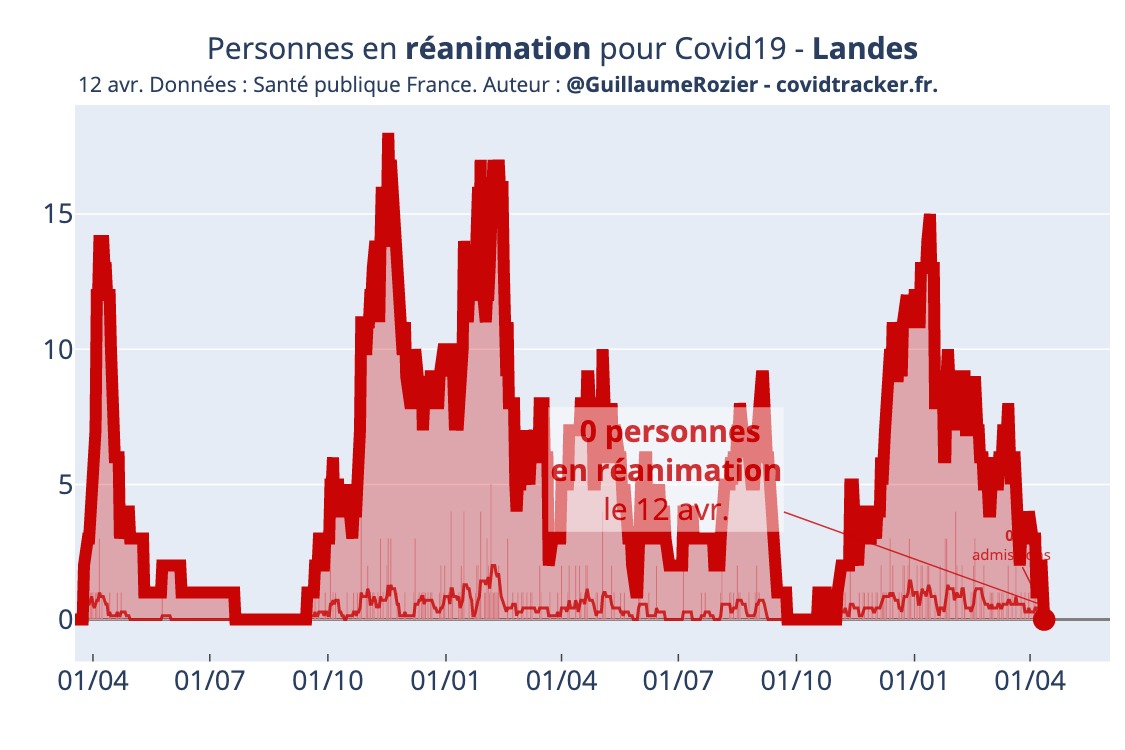 Personnes en réanimation pour Covid19 - Landes
12 avr. Données : Santé publique France. Auteur : @GuillaumeRozier - covidtracker.fr.
15
10
5
0
0 personnes
en réanimation
le 12 avr.
0
admissions
01/04
01/07
01/10
01/01
01/04
01/07
01/10
01/01
01/04